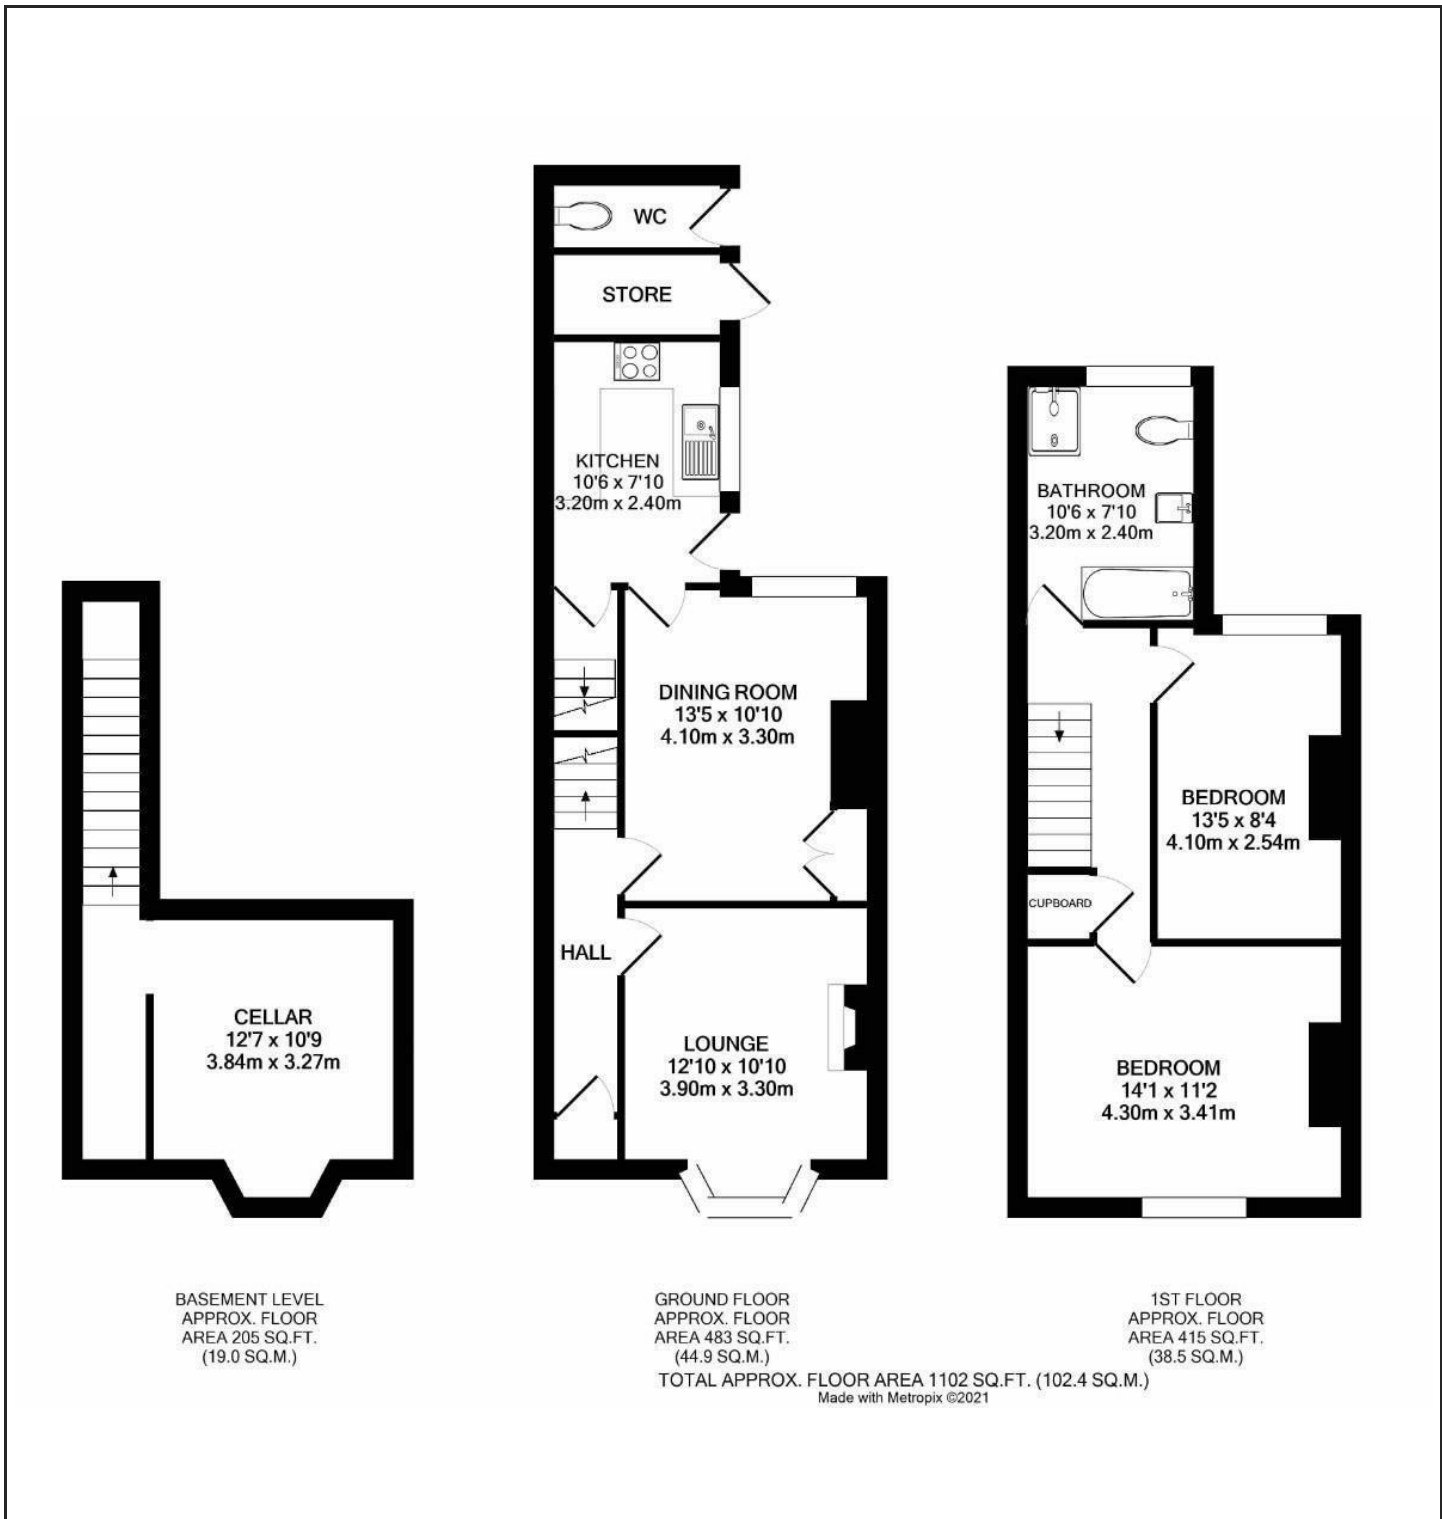 WC
STORE
KITCHEN
10'6 x 7'10
3.20m x 2.40m
DINING ROOM
13'5 x 10'10
4.10m x 3.30m
HALL
LOUNGE
12'10 x 10'10
3.90m x 3.30m
CELLAR
12'7 x 10'9
3.84m x 3.27m
BATHROOM
10'6 x 7'10
3.20m x 2.40m
BEDROOM
13'5 x 8'4
4.10m x 2.54m
CUPBOARD
BEDROOM
14'1 x 11'2
4.30m x 3.41m
BASEMENT LEVEL
APPROX. FLOOR
AREA 205 SQ.FT.
(19.0 SQ.M.)
GROUND FLOOR
APPROX. FLOOR
AREA 483 SQ.FT.
(44.9 SQ.M.)
1ST FLOOR
APPROX. FLOOR
AREA 415 SQ.FT.
(38.5 SQ.M.)
TOTAL APPROX. FLOOR AREA 1102 SQ.FT. (102.4 SQ.M.)
Made with Metropix ©2021